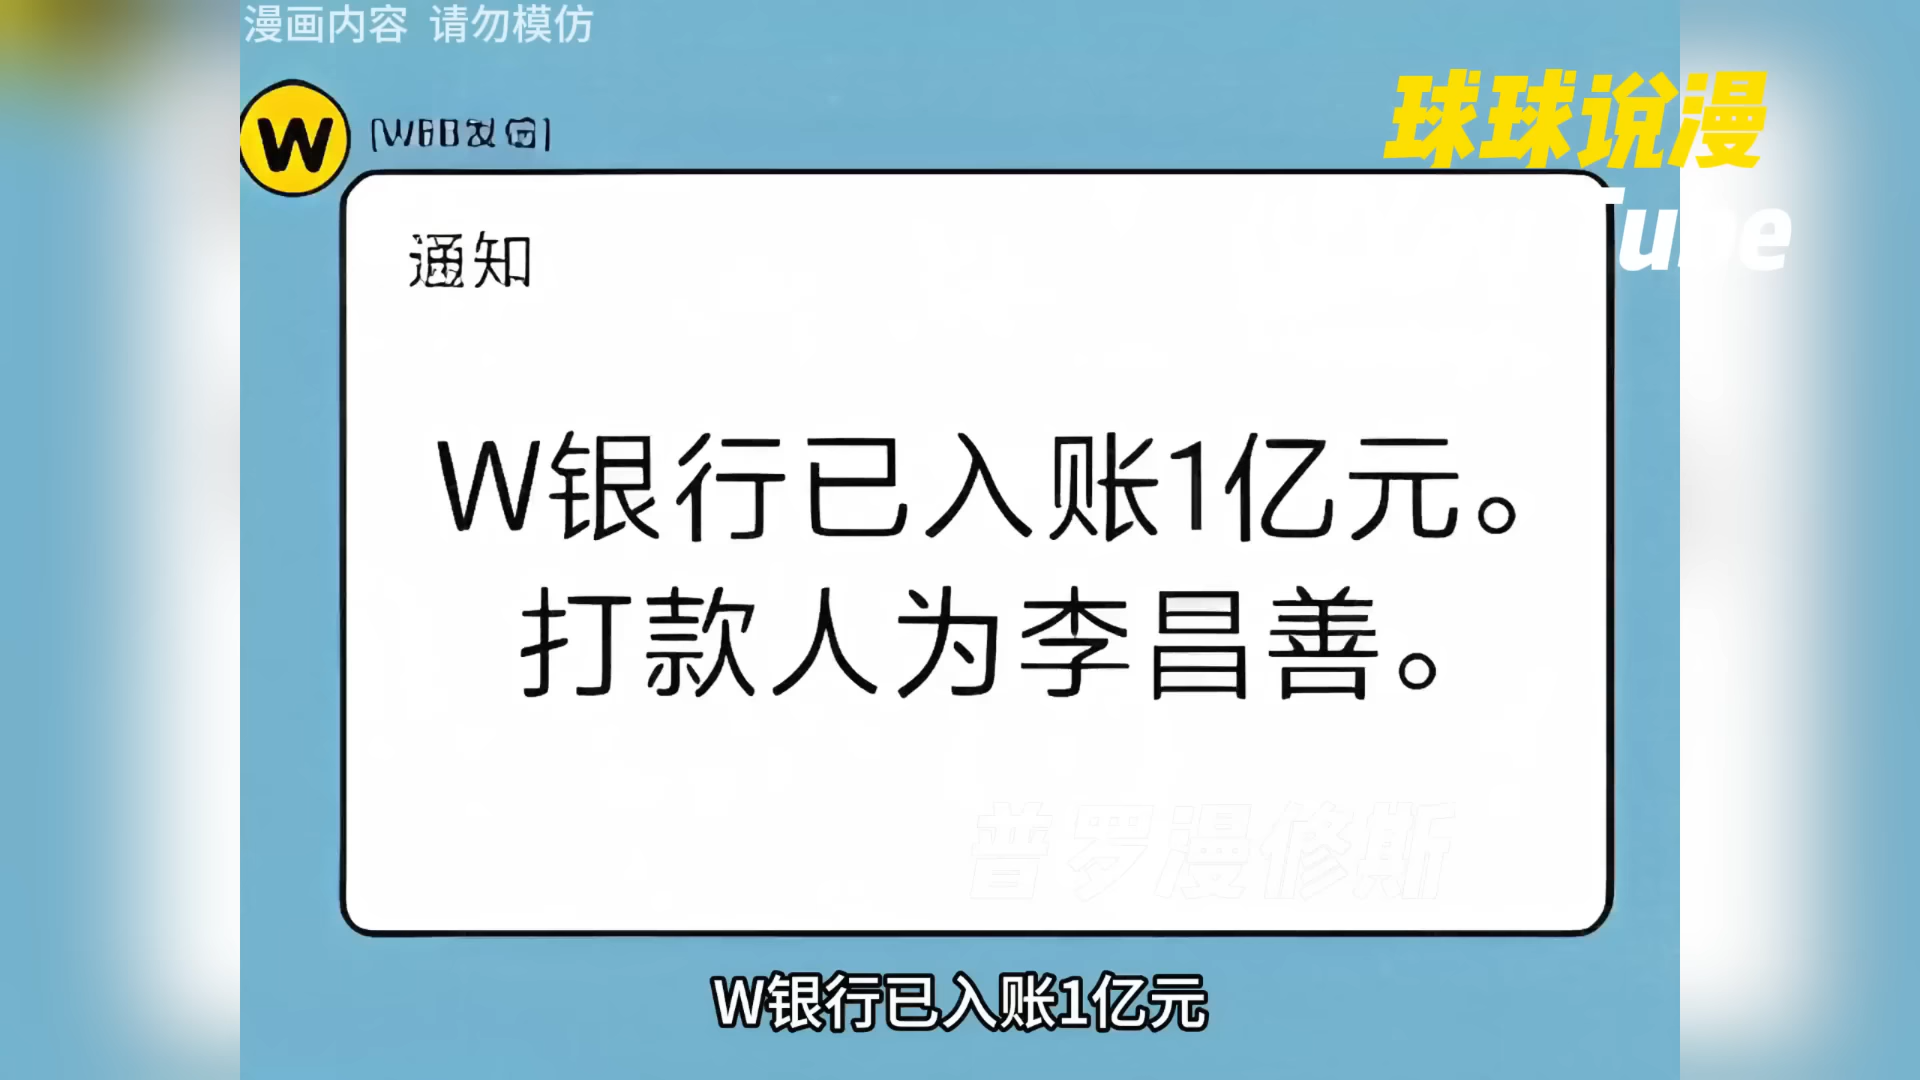 漫画内容 请勿模仿
球球说漫
W
YouTube
通知
W银行已入账1亿元。
打款人为李昌善。
普罗漫修斯
W银行已入账1亿元